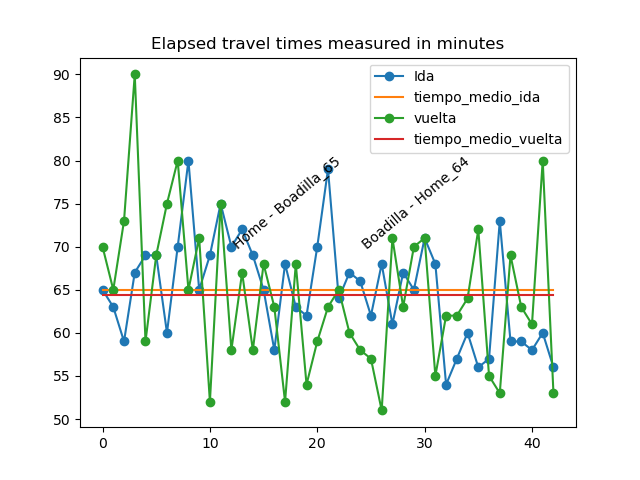 Elapsed travel times measured in minutes
Ida
tiempo_medio_ida
vuelta
tiempo_medio_vuelta
Home - Boadilla_65
Boadilla - Home_64
90
85
80
75
70
65
60
55
50
0
10
20
30
40